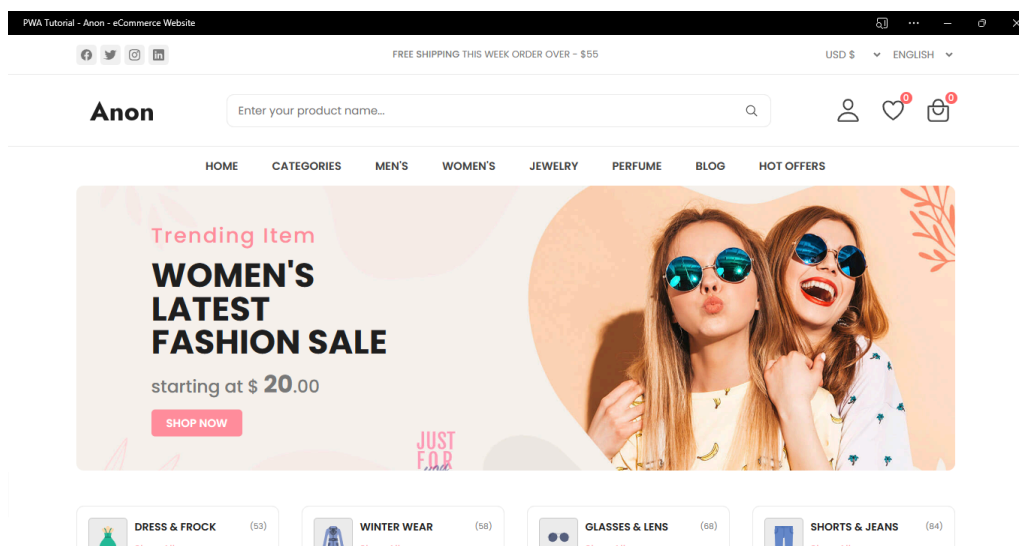 PWA Tutorial - Anon - eCommerce Website
FREE SHIPPING THIS WEEK ORDER OVER - $55
USD $
ENGLISH
Anon
Enter your product name...
0
0
HOME CATEGORIES MEN'S WOMEN'S JEWELRY PERFUME BLOG HOT OFFERS
Trending Item
WOMEN'S
LATEST
FASHION SALE
starting at $ 20.00
SHOP NOW
JUST
FOR
you
DRESS & FROCK (53)
WINTER WEAR (58)
GLASSES & LENS (68)
SHORTS & JEANS (84)